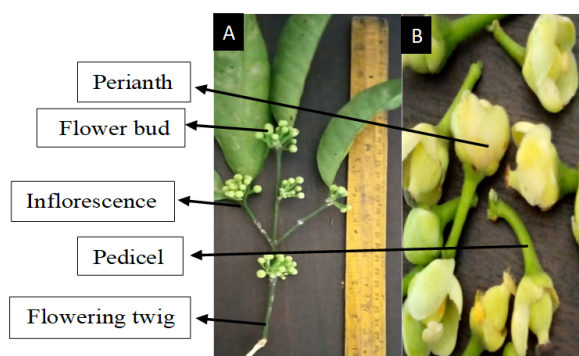 A
B
Perianth
Flower bud
Inflorescence
Pedicel
Flowering twig